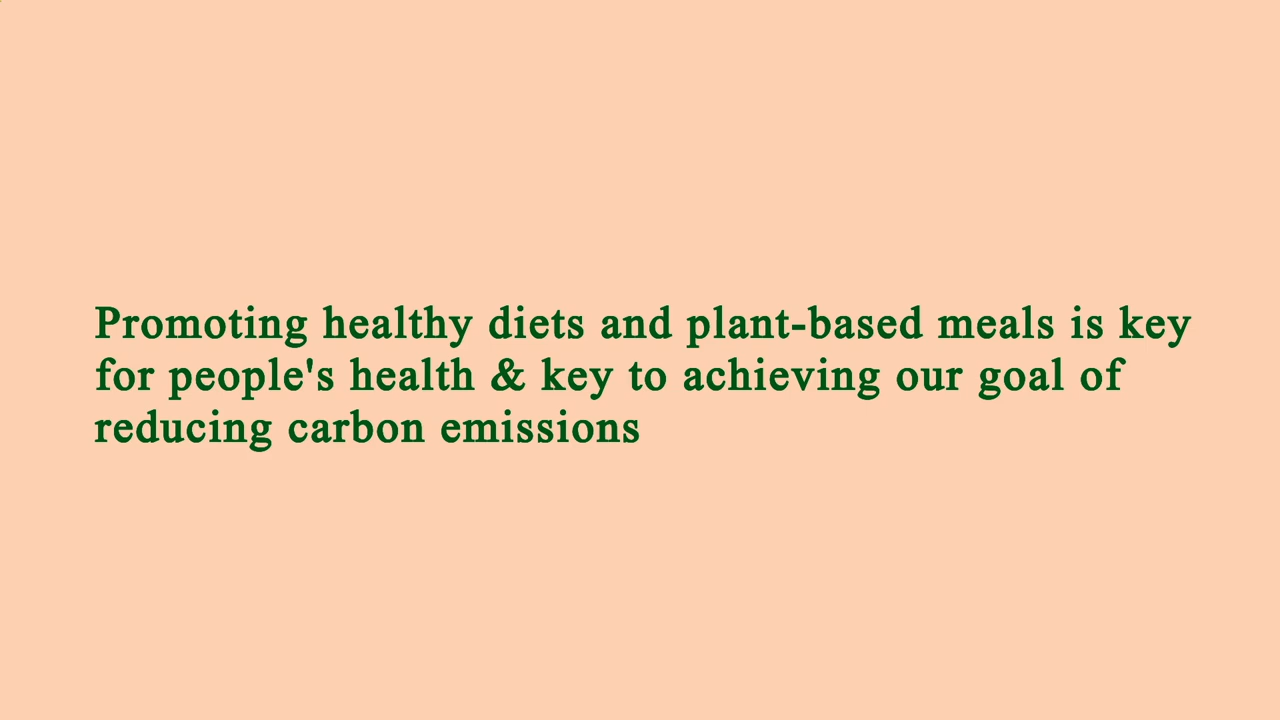 Promoting healthy diets and plant-based meals is key
for people's health & key to achieving our goal of
reducing carbon emissions